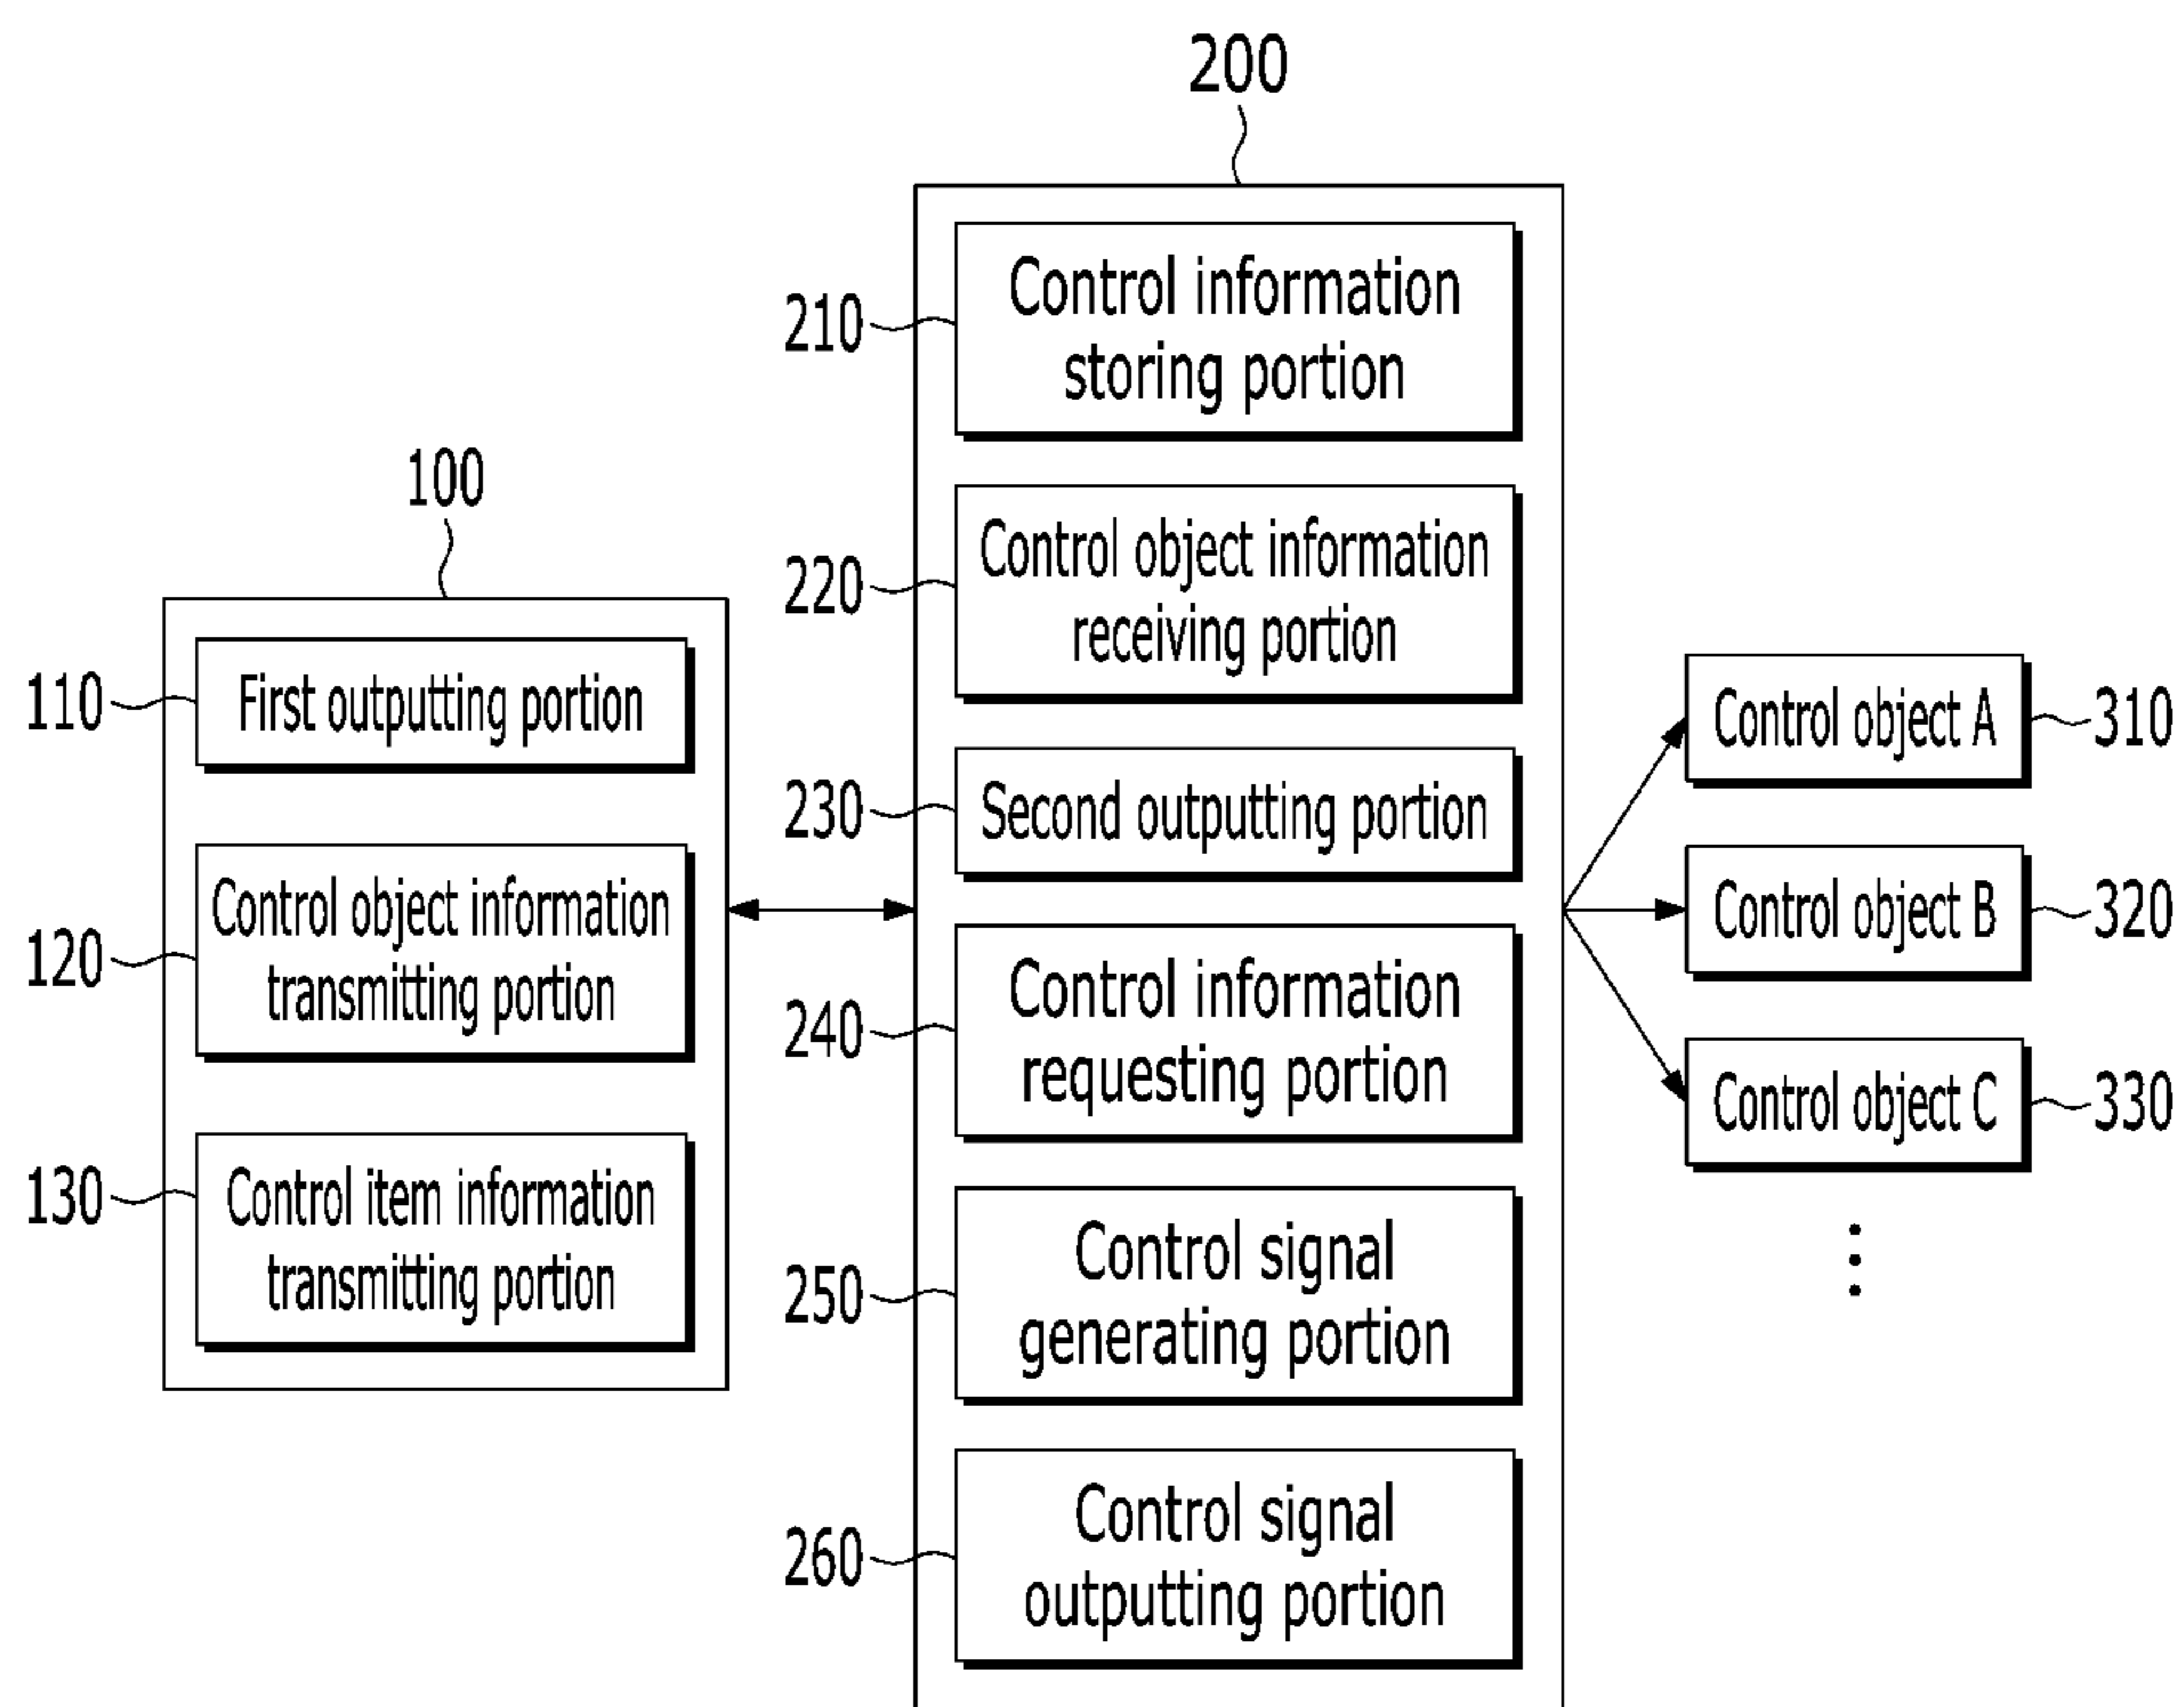 200
210
Control information
storing portion
220
Control object information
receiving portion
230
Second outputting portion
240
Control information
requesting portion
250
Control signal
generating portion
260
Control signal
outputting portion
100
110
First outputting portion
120
Control object information
transmitting portion
130
Control item information
transmitting portion
Control object A
310
Control object B
320
Control object C
330